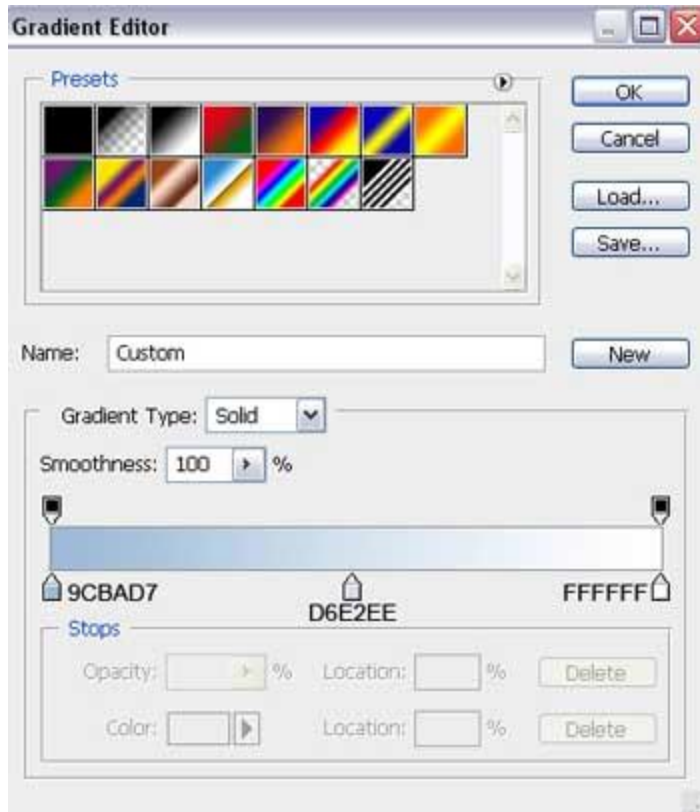 Gradient Editor
Presets
OK
Cancel
Load...
Save...
Name: Custom
New
Gradient Type: Solid
Smoothness: 100 %
9CBAD7
D6E2EE
FFFFFF
Stops
Opacity: % Location: % Delete
Color: Location: % Delete